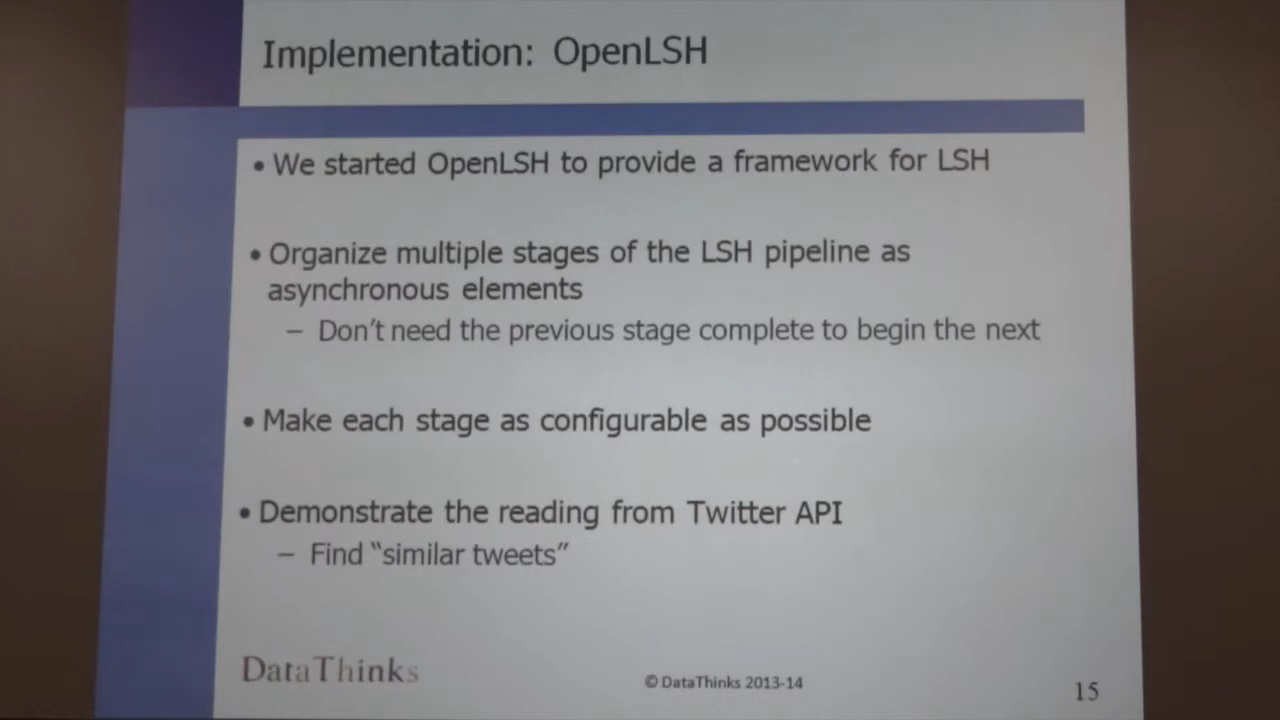 Implementation: OpenLSH
• We started OpenLSH to provide a framework for LSH
• Organize multiple stages of the LSH pipeline as
asynchronous elements
– Don't need the previous stage complete to begin the next
• Make each stage as configurable as possible
• Demonstrate the reading from Twitter API
– Find “similar tweets”
DataThinks
© DataThinks 2013-14
15